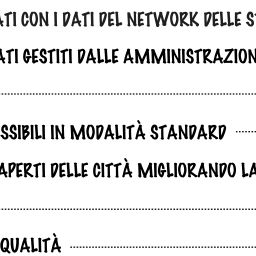 ATI CON I DATI DEL NETWORK DELLE S
ATI GESTITI DALLE AMMINISTRAZION
SSIBILI IN MODALITÀ STANDARD
APERTI DELLE CITTÀ MIGLIORANDO LA
QUALITÀ